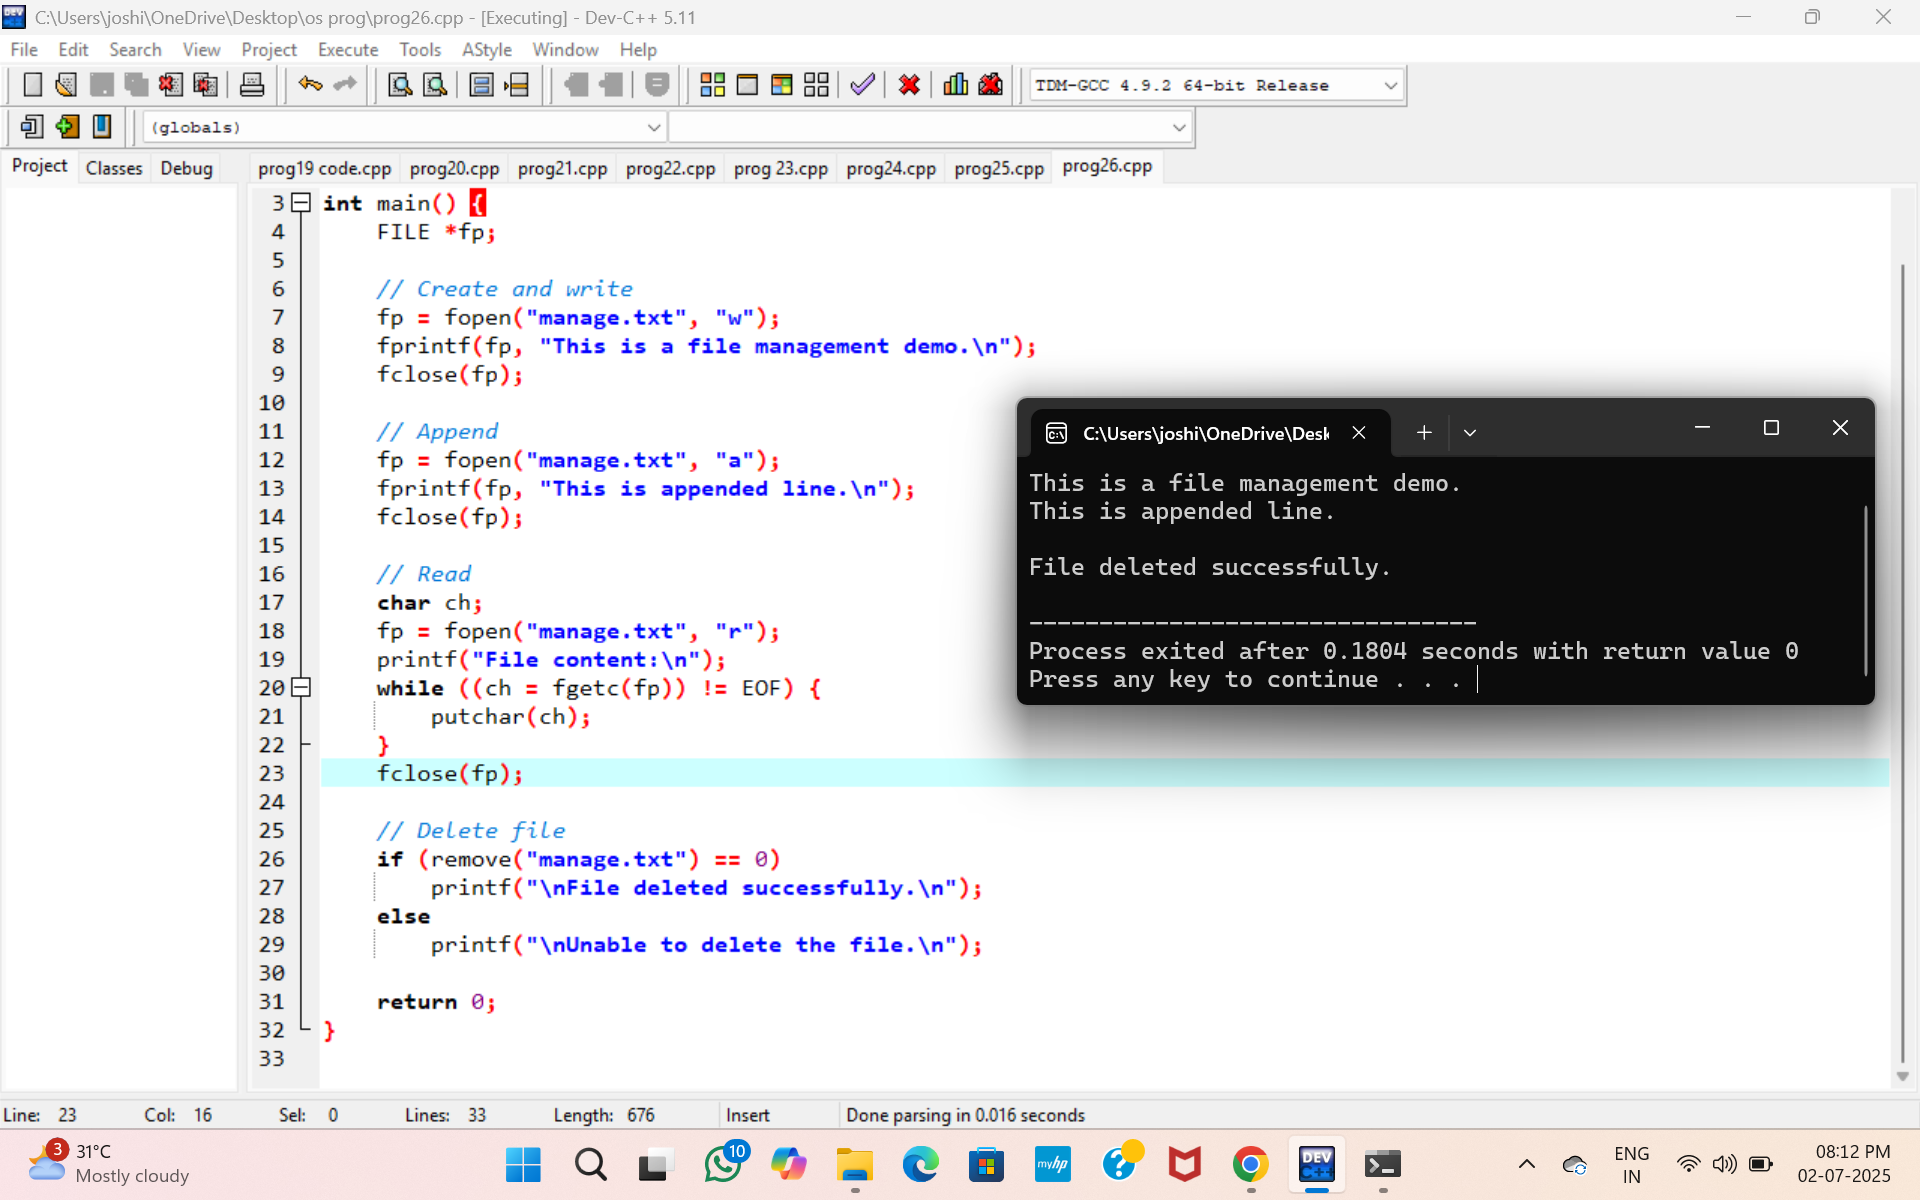 C:\Users\joshi\OneDrive\Desktop\os prog\prog26.cpp - [Executing] - Dev-C++ 5.11
File Edit Search View Project Execute Tools AStyle Window Help
TDM-GCC 4.9.2 64-bit Release
(globals)
Project Classes Debug prog19 code.cpp prog20.cpp prog21.cpp prog22.cpp prog 23.cpp prog24.cpp prog25.cpp prog26.cpp
3 int main() {
4     FILE *fp;
5
6     // Create and write
7     fp = fopen("manage.txt", "w");
8     fprintf(fp, "This is a file management demo.\n");
9     fclose(fp);
10
11     // Append
12     fp = fopen("manage.txt", "a");
13     fprintf(fp, "This is appended line.\n");
14     fclose(fp);
15
16     // Read
17     char ch;
18     fp = fopen("manage.txt", "r");
19     printf("File content:\n");
20     while ((ch = fgetc(fp)) != EOF) {
21         putchar(ch);
22     }
23     fclose(fp);
24
25     // Delete file
26     if (remove("manage.txt") == 0)
27         printf("\nFile deleted successfully.\n");
28     else
29         printf("\nUnable to delete the file.\n");
30
31     return 0;
32 }
33
C:\Users\joshi\OneDrive\Desk
This is a file management demo.
This is appended line.
File deleted successfully.
--------------------------------
Process exited after 0.1804 seconds with return value 0
Press any key to continue . . .
Line: 23 Col: 16 Sel: 0 Lines: 33 Length: 676 Insert Done parsing in 0.016 seconds
3 31°C
Mostly cloudy
10
myhp
DEV C++
ENG
IN
08:12 PM
02-07-2025